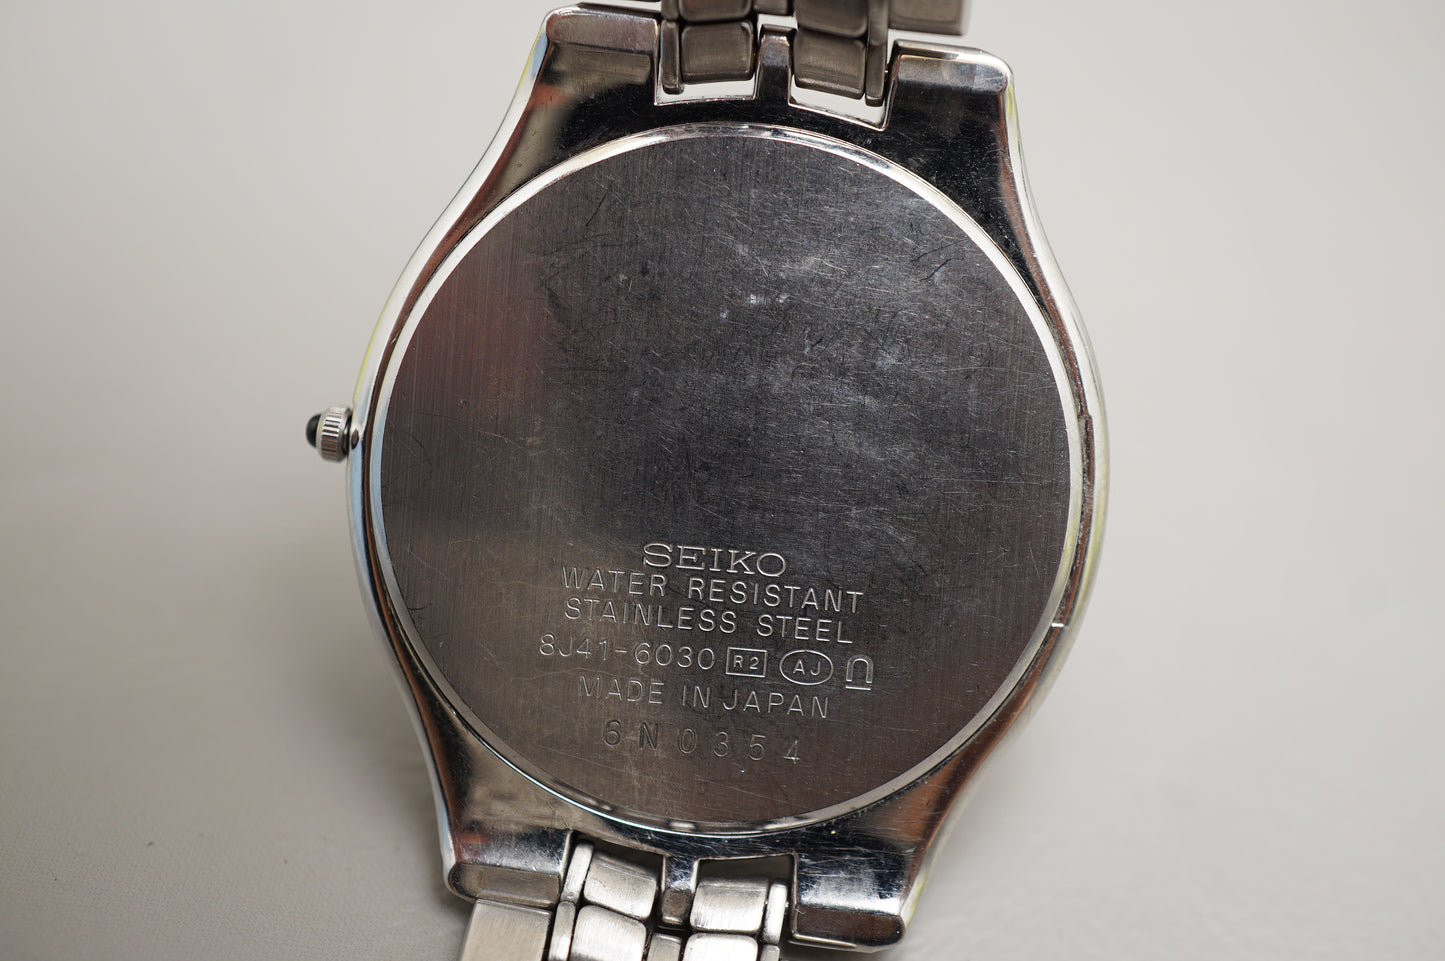 SEIKO
WATER RESISTANT
STAINLESS STEEL
8J41-6030 R2 AJ
MADE IN JAPAN
6N0354